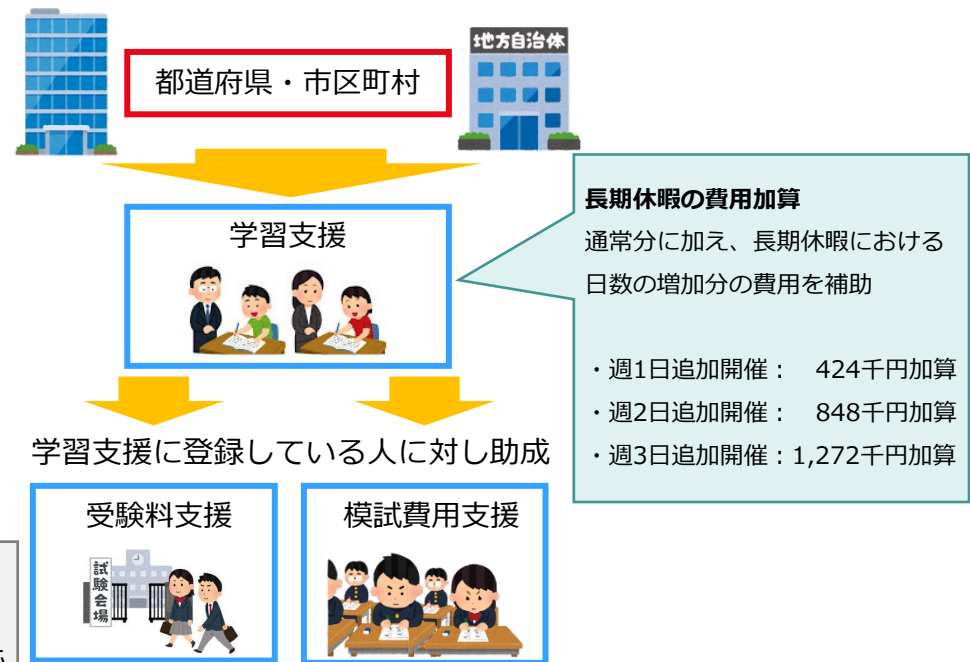 地方自治体
都道府県・市区町村
学習支援
長期休暇の費用加算
通常分に加え、長期休暇における
日数の増加分の費用を補助
・週1日追加開催： 424千円加算
・週2日追加開催： 848千円加算
・週3日追加開催：1,272千円加算
学習支援に登録している人に対し助成
受験料支援
模試費用支援
試験会場